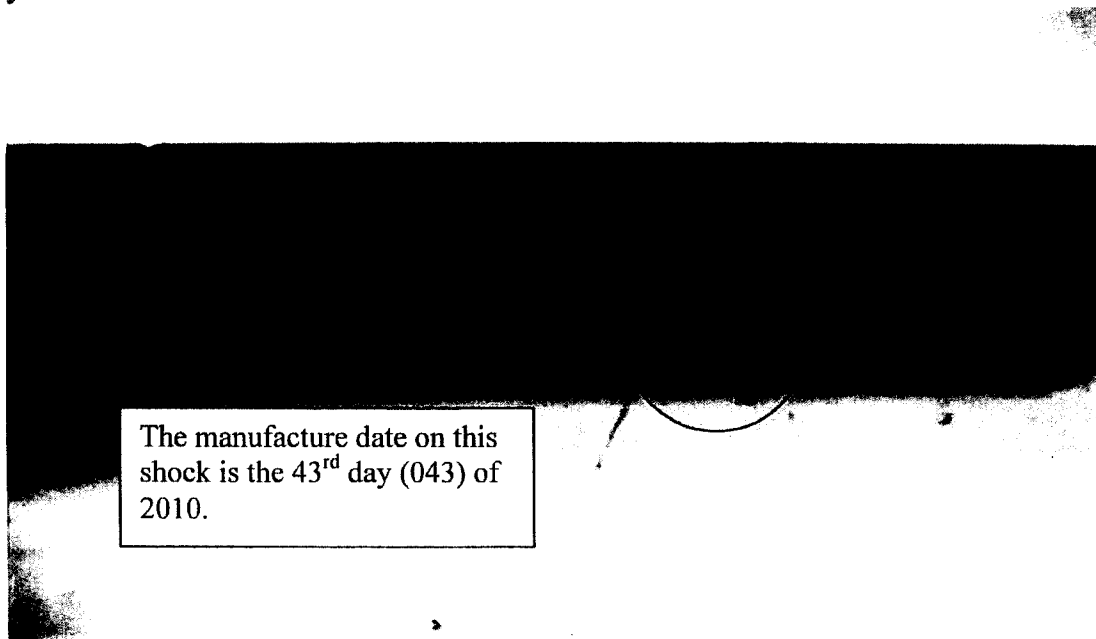 The manufacture date on this
shock is the 43rd day (043) of
2010.